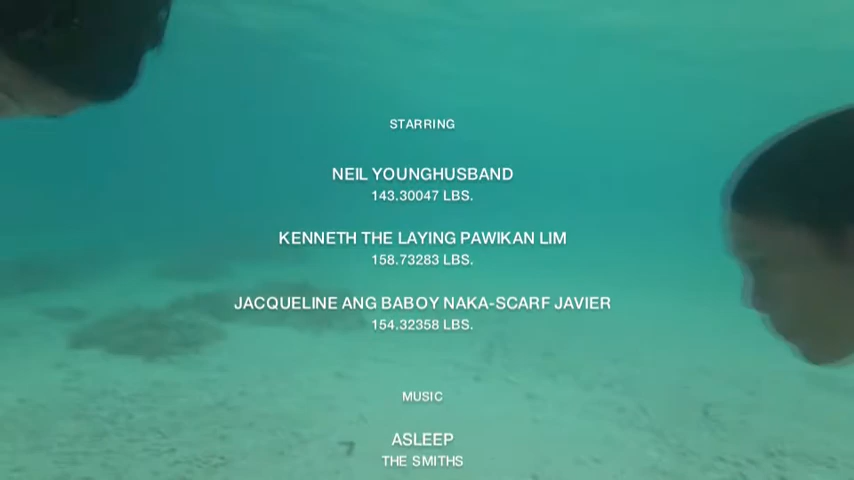 STARRING
NEIL YOUNGHUSBAND
143.30047 LBS.
KENNETH THE LAYING PAWIKAN LIM
158.73283 LBS.
JACQUELINE ANG BABOY NAKA-SCARF JAVIER
154.32358 LBS.
MUSIC
ASLEEP
THE SMITHS